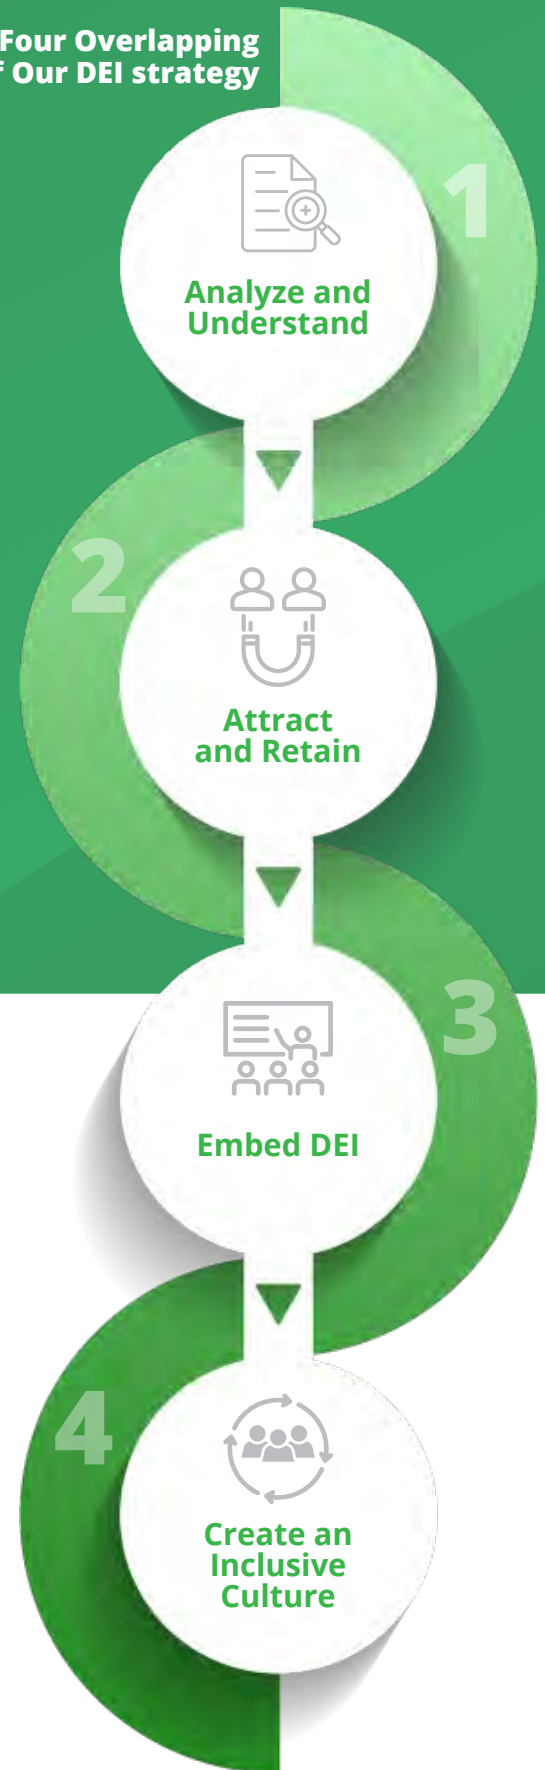 Four Overlapping
f Our DEI strategy
1
Analyze and
Understand
2
Attract
and Retain
3
Embed DEI
4
Create an
Inclusive
Culture